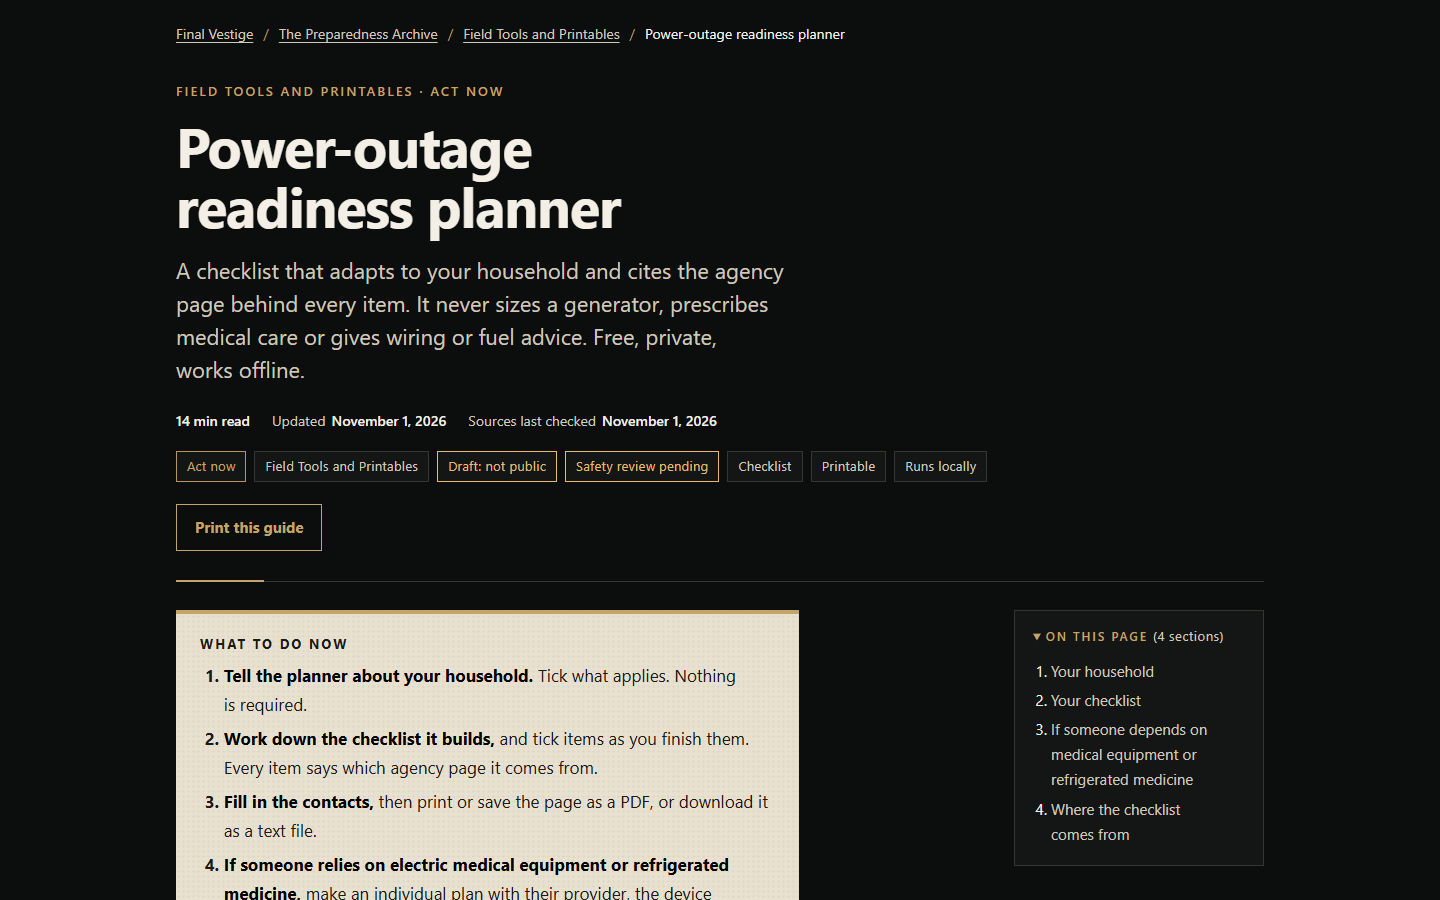 Final Vestige / The Preparedness Archive / Field Tools and Printables / Power-outage readiness planner
FIELD TOOLS AND PRINTABLES · ACT NOW
Power-outage
readiness planner
A checklist that adapts to your household and cites the agency
page behind every item. It never sizes a generator, prescribes
medical care or gives wiring or fuel advice. Free, private,
works offline.
14 min read Updated November 1, 2026 Sources last checked November 1, 2026
Act now Field Tools and Printables Draft: not public Safety review pending Checklist Printable Runs locally
Print this guide
WHAT TO DO NOW
1. Tell the planner about your household. Tick what applies. Nothing
is required.
2. Work down the checklist it builds, and tick items as you finish them.
Every item says which agency page it comes from.
3. Fill in the contacts, then print or save the page as a PDF, or download it
as a text file.
4. If someone relies on electric medical equipment or refrigerated
medicine, make an individual plan with their provider, the device
▼ ON THIS PAGE (4 sections)
1. Your household
2. Your checklist
3. If someone depends on
medical equipment or
refrigerated medicine
4. Where the checklist
comes from